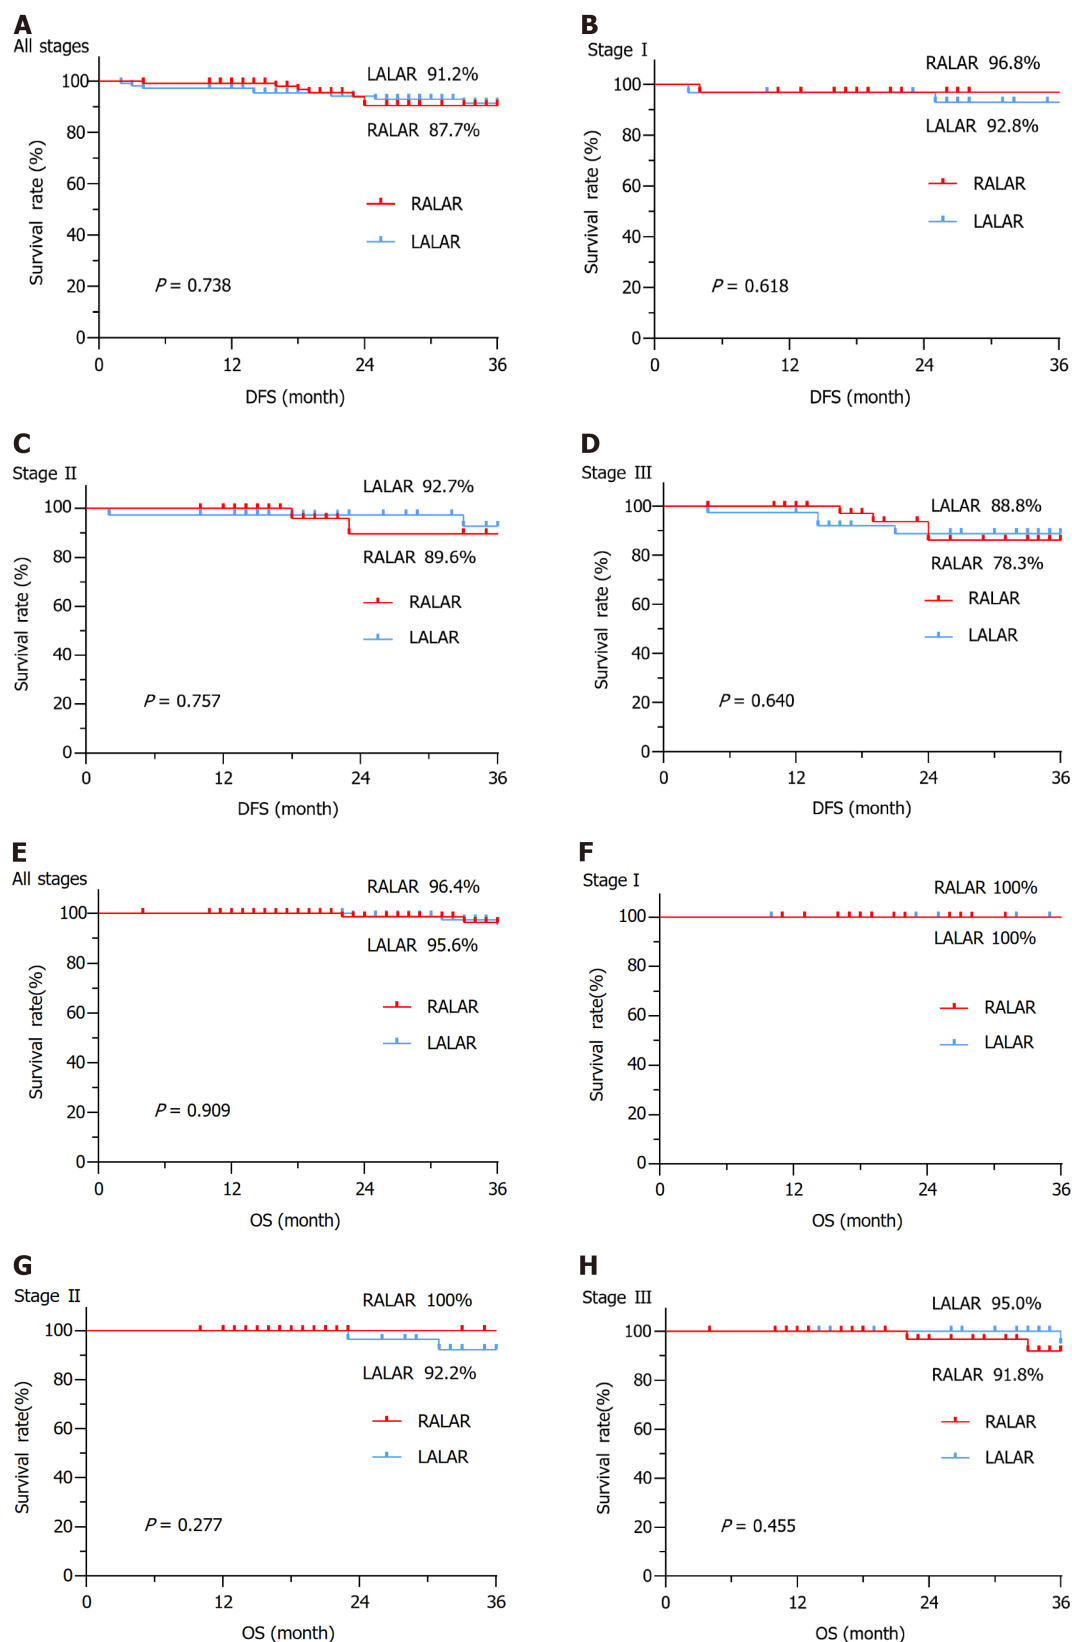 A
All stages
100
80
60
40
20
0
Survival rate (%)
LALAR 91.2%
RALAR 87.7%
RALAR
LALAR
P = 0.738
0 12 24 36
DFS (month)
B
Stage I
100
80
60
40
20
0
Survival rate (%)
RALAR 96.8%
LALAR 92.8%
RALAR
LALAR
P = 0.618
0 12 24 36
DFS (month)
C
Stage II
100
80
60
40
20
0
Survival rate (%)
LALAR 92.7%
RALAR 89.6%
RALAR
LALAR
P = 0.757
0 12 24 36
DFS (month)
D
Stage III
100
80
60
40
20
0
Survival rate (%)
LALAR 88.8%
RALAR 78.3%
RALAR
LALAR
P = 0.640
0 12 24 36
DFS (month)
E
All stages
100
80
60
40
20
0
Survival rate(%)
RALAR 96.4%
LALAR 95.6%
RALAR
LALAR
P = 0.909
0 12 24 36
OS (month)
F
Stage I
100
80
60
40
20
0
Survival rate(%)
RALAR 100%
LALAR 100%
RALAR
LALAR
0 12 24 36
OS (month)
G
Stage II
100
80
60
40
20
0
Survival rate(%)
RALAR 100%
LALAR 92.2%
RALAR
LALAR
P = 0.277
0 12 24 36
OS (month)
H
Stage III
100
80
60
40
20
0
Survival rate(%)
LALAR 95.0%
RALAR 91.8%
RALAR
LALAR
P = 0.455
0 12 24 36
OS (month)